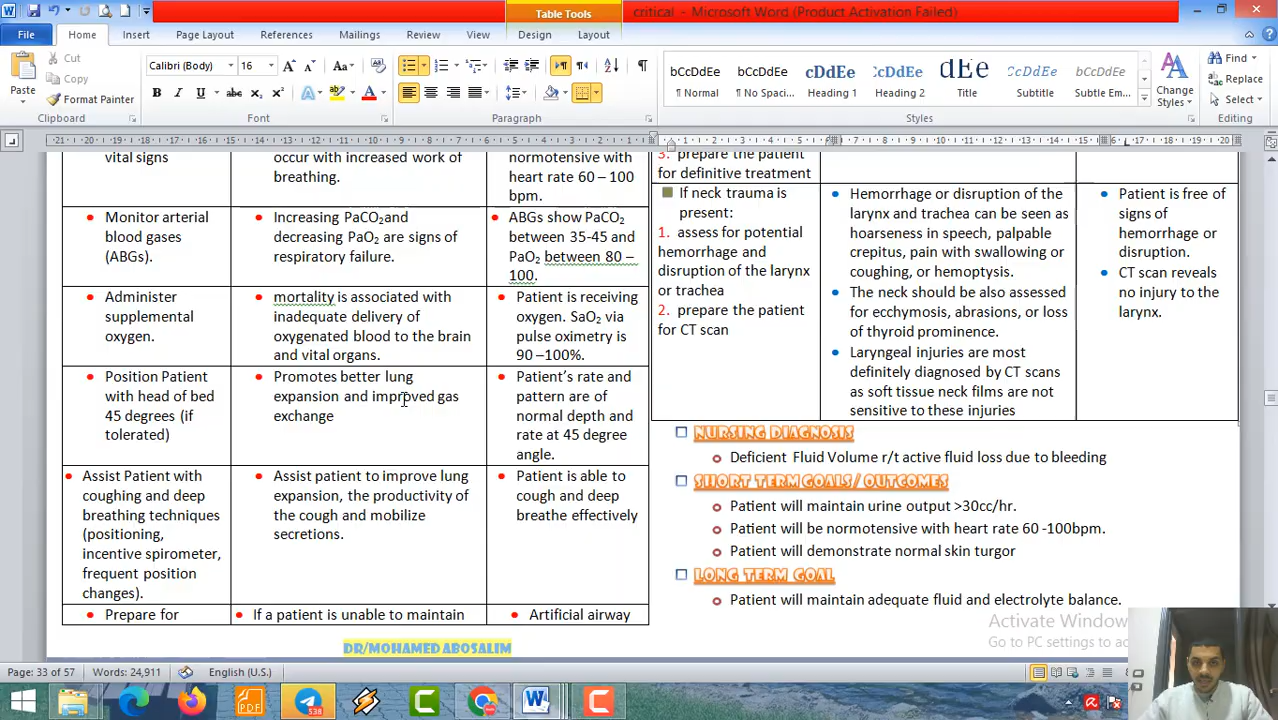 critical - Microsoft Word (Product Activation Failed)
Table Tools
File
Home
Insert
Page Layout
References
Mailings
Review
View
Design
Layout
Paste
Cut
Copy
Format Painter
Clipboard
Calibri (Body)
16
Font
Paragraph
AaBbCcDdEe
¶ Normal
¶ No Spaci...
Heading 1
Heading 2
Title
Subtitle
Subtle Em...
Change
Styles
Styles
Find
Replace
Select
Editing
vital signs
occur with increased work of
breathing.
normotensive with
heart rate 60 – 100
bpm.
Monitor arterial
blood gases
(ABGs).
Increasing PaCO2and
decreasing PaO2 are signs of
respiratory failure.
ABGs show PaCO2
between 35-45 and
PaO2 between 80 –
100.
Administer
supplemental
oxygen.
mortality is associated with
inadequate delivery of
oxygenated blood to the brain
and vital organs.
Patient is receiving
oxygen. SaO2 via
pulse oximetry is
90 –100%.
Position Patient
with head of bed
45 degrees (if
tolerated)
Promotes better lung
expansion and improved gas
exchange
Patient's rate and
pattern are of
normal depth and
rate at 45 degree
angle.
Assist Patient with
coughing and deep
breathing techniques
(positioning,
incentive spirometer,
frequent position
changes).
Assist patient to improve lung
expansion, the productivity of
the cough and mobilize
secretions.
Patient is able to
cough and deep
breathe effectively
Prepare for
If a patient is unable to maintain
Artificial airway
DR/MOHAMED ABOSALIM
3. prepare the patient
for definitive treatment
If neck trauma is
present:
1. assess for potential
hemorrhage and
disruption of the larynx
or trachea
2. prepare the patient
for CT scan
Hemorrhage or disruption of the
larynx and trachea can be seen as
hoarseness in speech, palpable
crepitus, pain with swallowing or
coughing, or hemoptysis.
The neck should be also assessed
for ecchymosis, abrasions, or loss
of thyroid prominence.
Laryngeal injuries are most
definitely diagnosed by CT scans
as soft tissue neck films are not
sensitive to these injuries
Patient is free of
signs of
hemorrhage or
disruption.
CT scan reveals
no injury to the
larynx.
NURSING DIAGNOSIS
Deficient Fluid Volume r/t active fluid loss due to bleeding
SHORT TERM GOALS / OUTCOMES
Patient will maintain urine output >30cc/hr.
Patient will be normotensive with heart rate 60 -100bpm.
Patient will demonstrate normal skin turgor
LONG TERM GOAL
Patient will maintain adequate fluid and electrolyte balance.
Activate Window
Go to PC settings to a
Page: 33 of 57
Words: 24,911
English (U.S.)